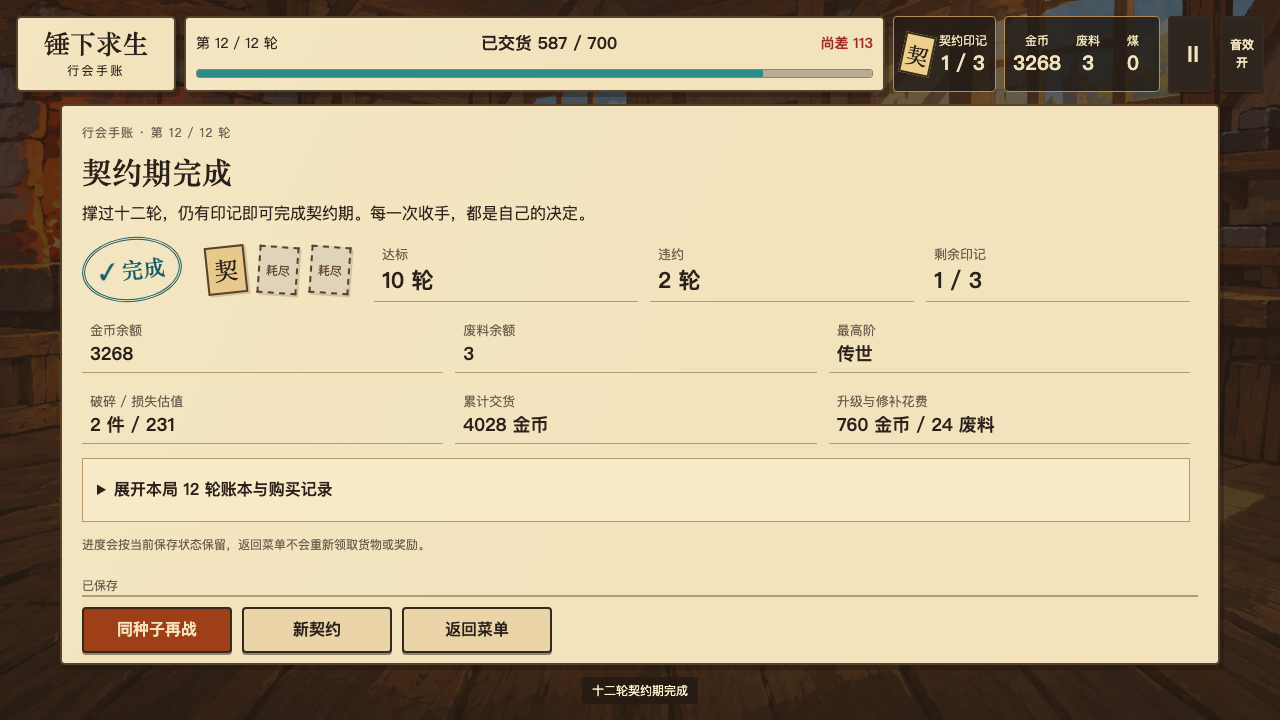 锤下求生
行会手账
第 12 / 12 轮
已交货 587 / 700
尚差 113
契
契约印记
1 / 3
金币
3268
废料
3
煤
0
II
音效
开
行会手账 · 第 12 / 12 轮
契约期完成
撑过十二轮，仍有印记即可完成契约期。每一次收手，都是自己的决定。
✓ 完成
契
耗尽
耗尽
达标
10 轮
违约
2 轮
剩余印记
1 / 3
金币余额
3268
废料余额
3
最高阶
传世
破碎 / 损失估值
2 件 / 231
累计交货
4028 金币
升级与修补花费
760 金币 / 24 废料
▶ 展开本局 12 轮账本与购买记录
进度会按当前保存状态保留，返回菜单不会重新领取货物或奖励。
已保存
同种子再战
新契约
返回菜单
十二轮契约期完成